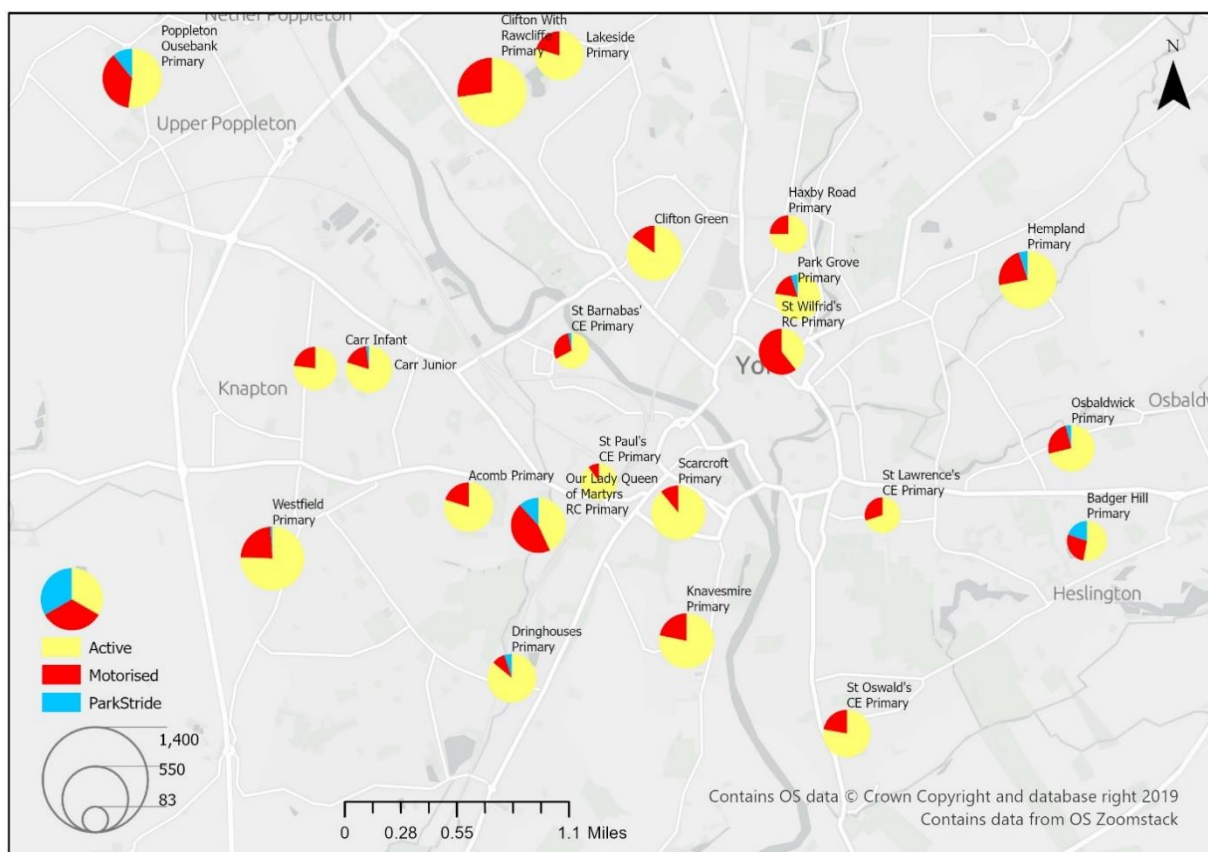 Nether Poppleton
Poppleton
Ousebank
Primary
Clifton With
Rawcliffe
Primary
Lakeside
Primary
N
Upper Poppleton
Haxby Road
Primary
Clifton Green
Hempland
Primary
Park Grove
Primary
St Wilfrid's
RC Primary
St Barnabas'
CE Primary
Carr Infant
Carr Junior
Knapton
Osbaldwick
Primary
St Paul's
CE Primary
Acomb Primary
Our Lady Queen
of Martyrs
RC Primary
Scarcroft
Primary
St Lawrence's
CE Primary
Westfield
Primary
Badger Hill
Primary
Heslington
Knavesmire
Primary
Dringhouses
Primary
St Oswald's
CE Primary
Active
Motorised
ParkStride
1,400
550
83
0 0.28 0.55 1.1 Miles
Contains OS data © Crown Copyright and database right 2019
Contains data from OS Zoomstack